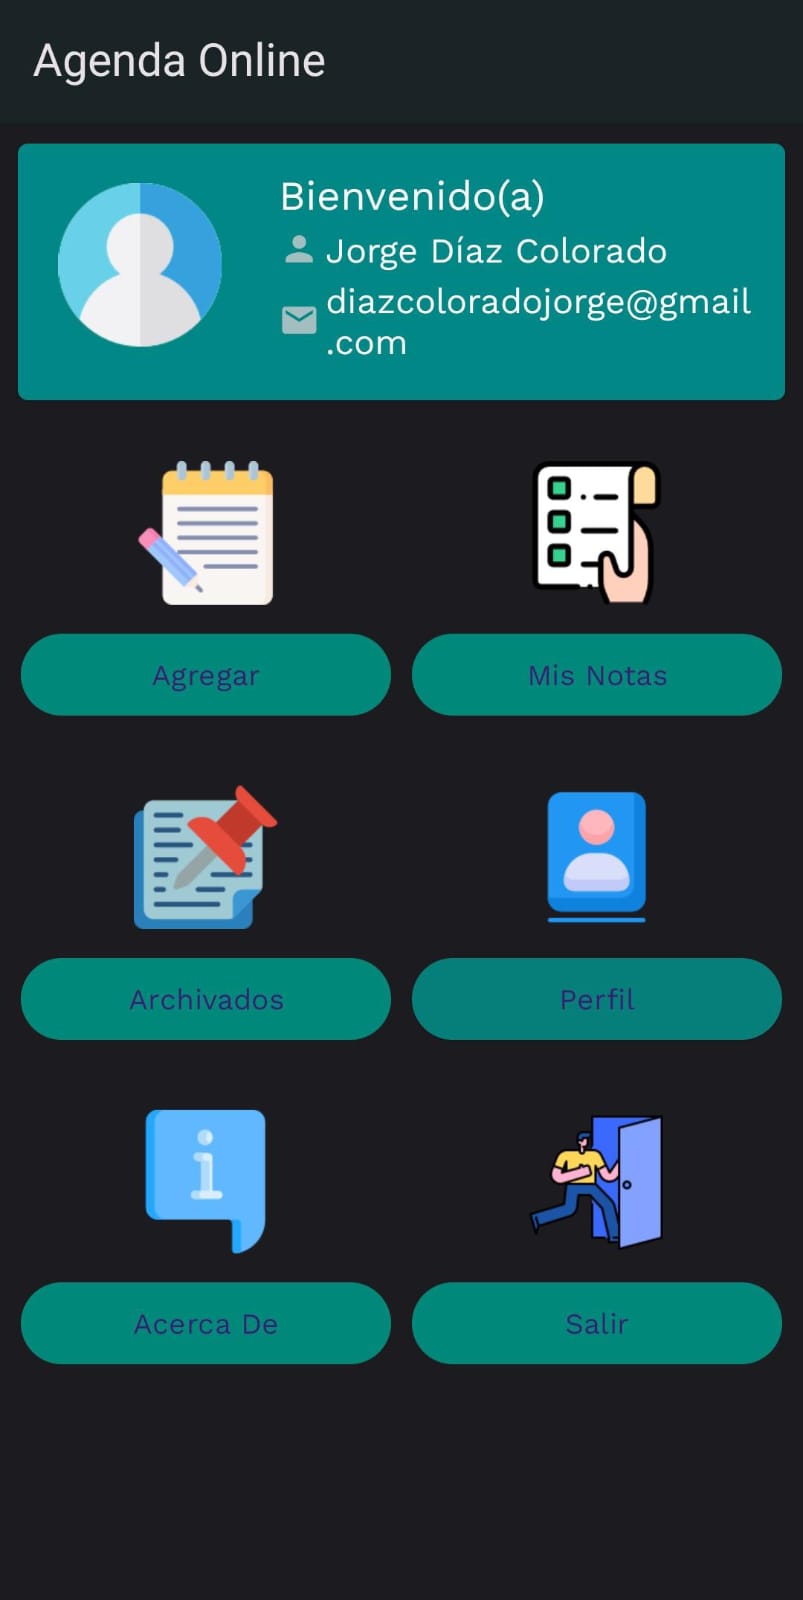 Agenda Online
Bienvenido(a)
Jorge Díaz Colorado
diazcoloradojorge@gmail
.com
Agregar
Mis Notas
Archivados
Perfil
Acerca De
Salir